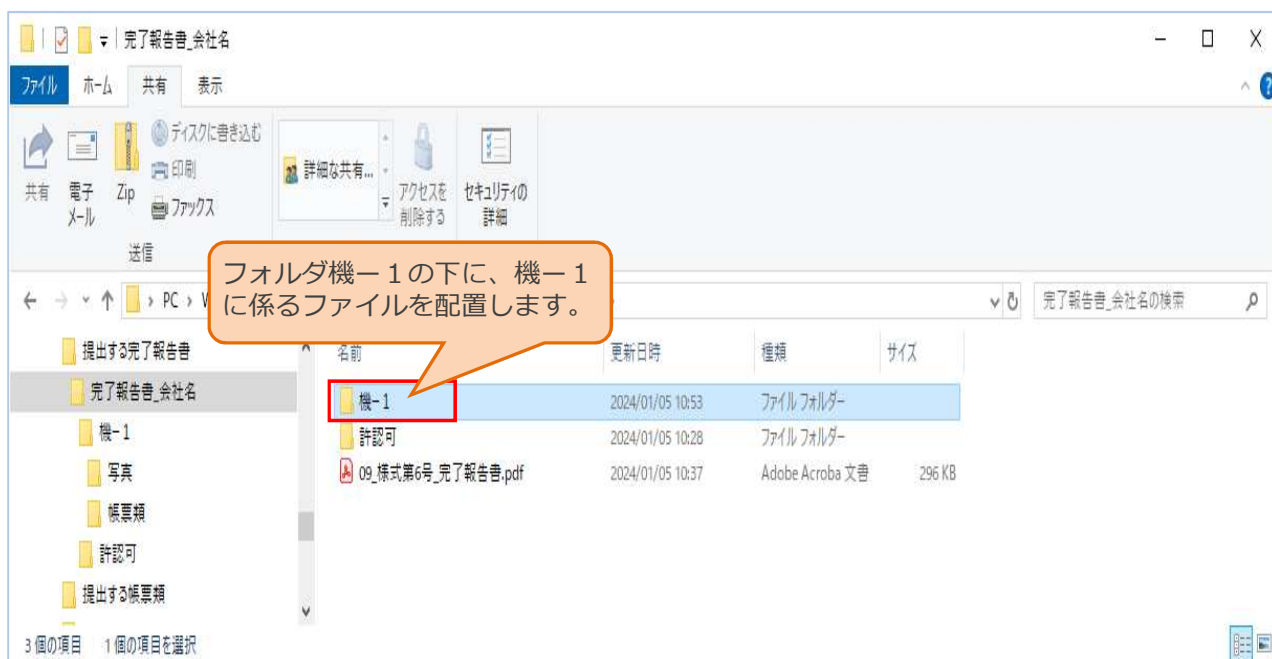 完了報告書_会社名
ファイル ホーム 共有 表示
共有
電子
メール
Zip
ディスクに書き込む
印刷
ファックス
送信
詳細な共有...
アクセスを
削除する
セキュリティの
詳細
フォルダ機ー１の下に、機ー１
に係るファイルを配置します。
PC
完了報告書_会社名の検索
提出する完了報告書
完了報告書_会社名
機-1
写真
帳票類
許認可
提出する帳票類
名前 更新日時 種類 サイズ
機-1 2024/01/05 10:53 ファイル フォルダー
許認可 2024/01/05 10:28 ファイル フォルダー
09_様式第6号_完了報告書.pdf 2024/01/05 10:37 Adobe Acroba 文書 296 KB
3 個の項目 1 個の項目を選択